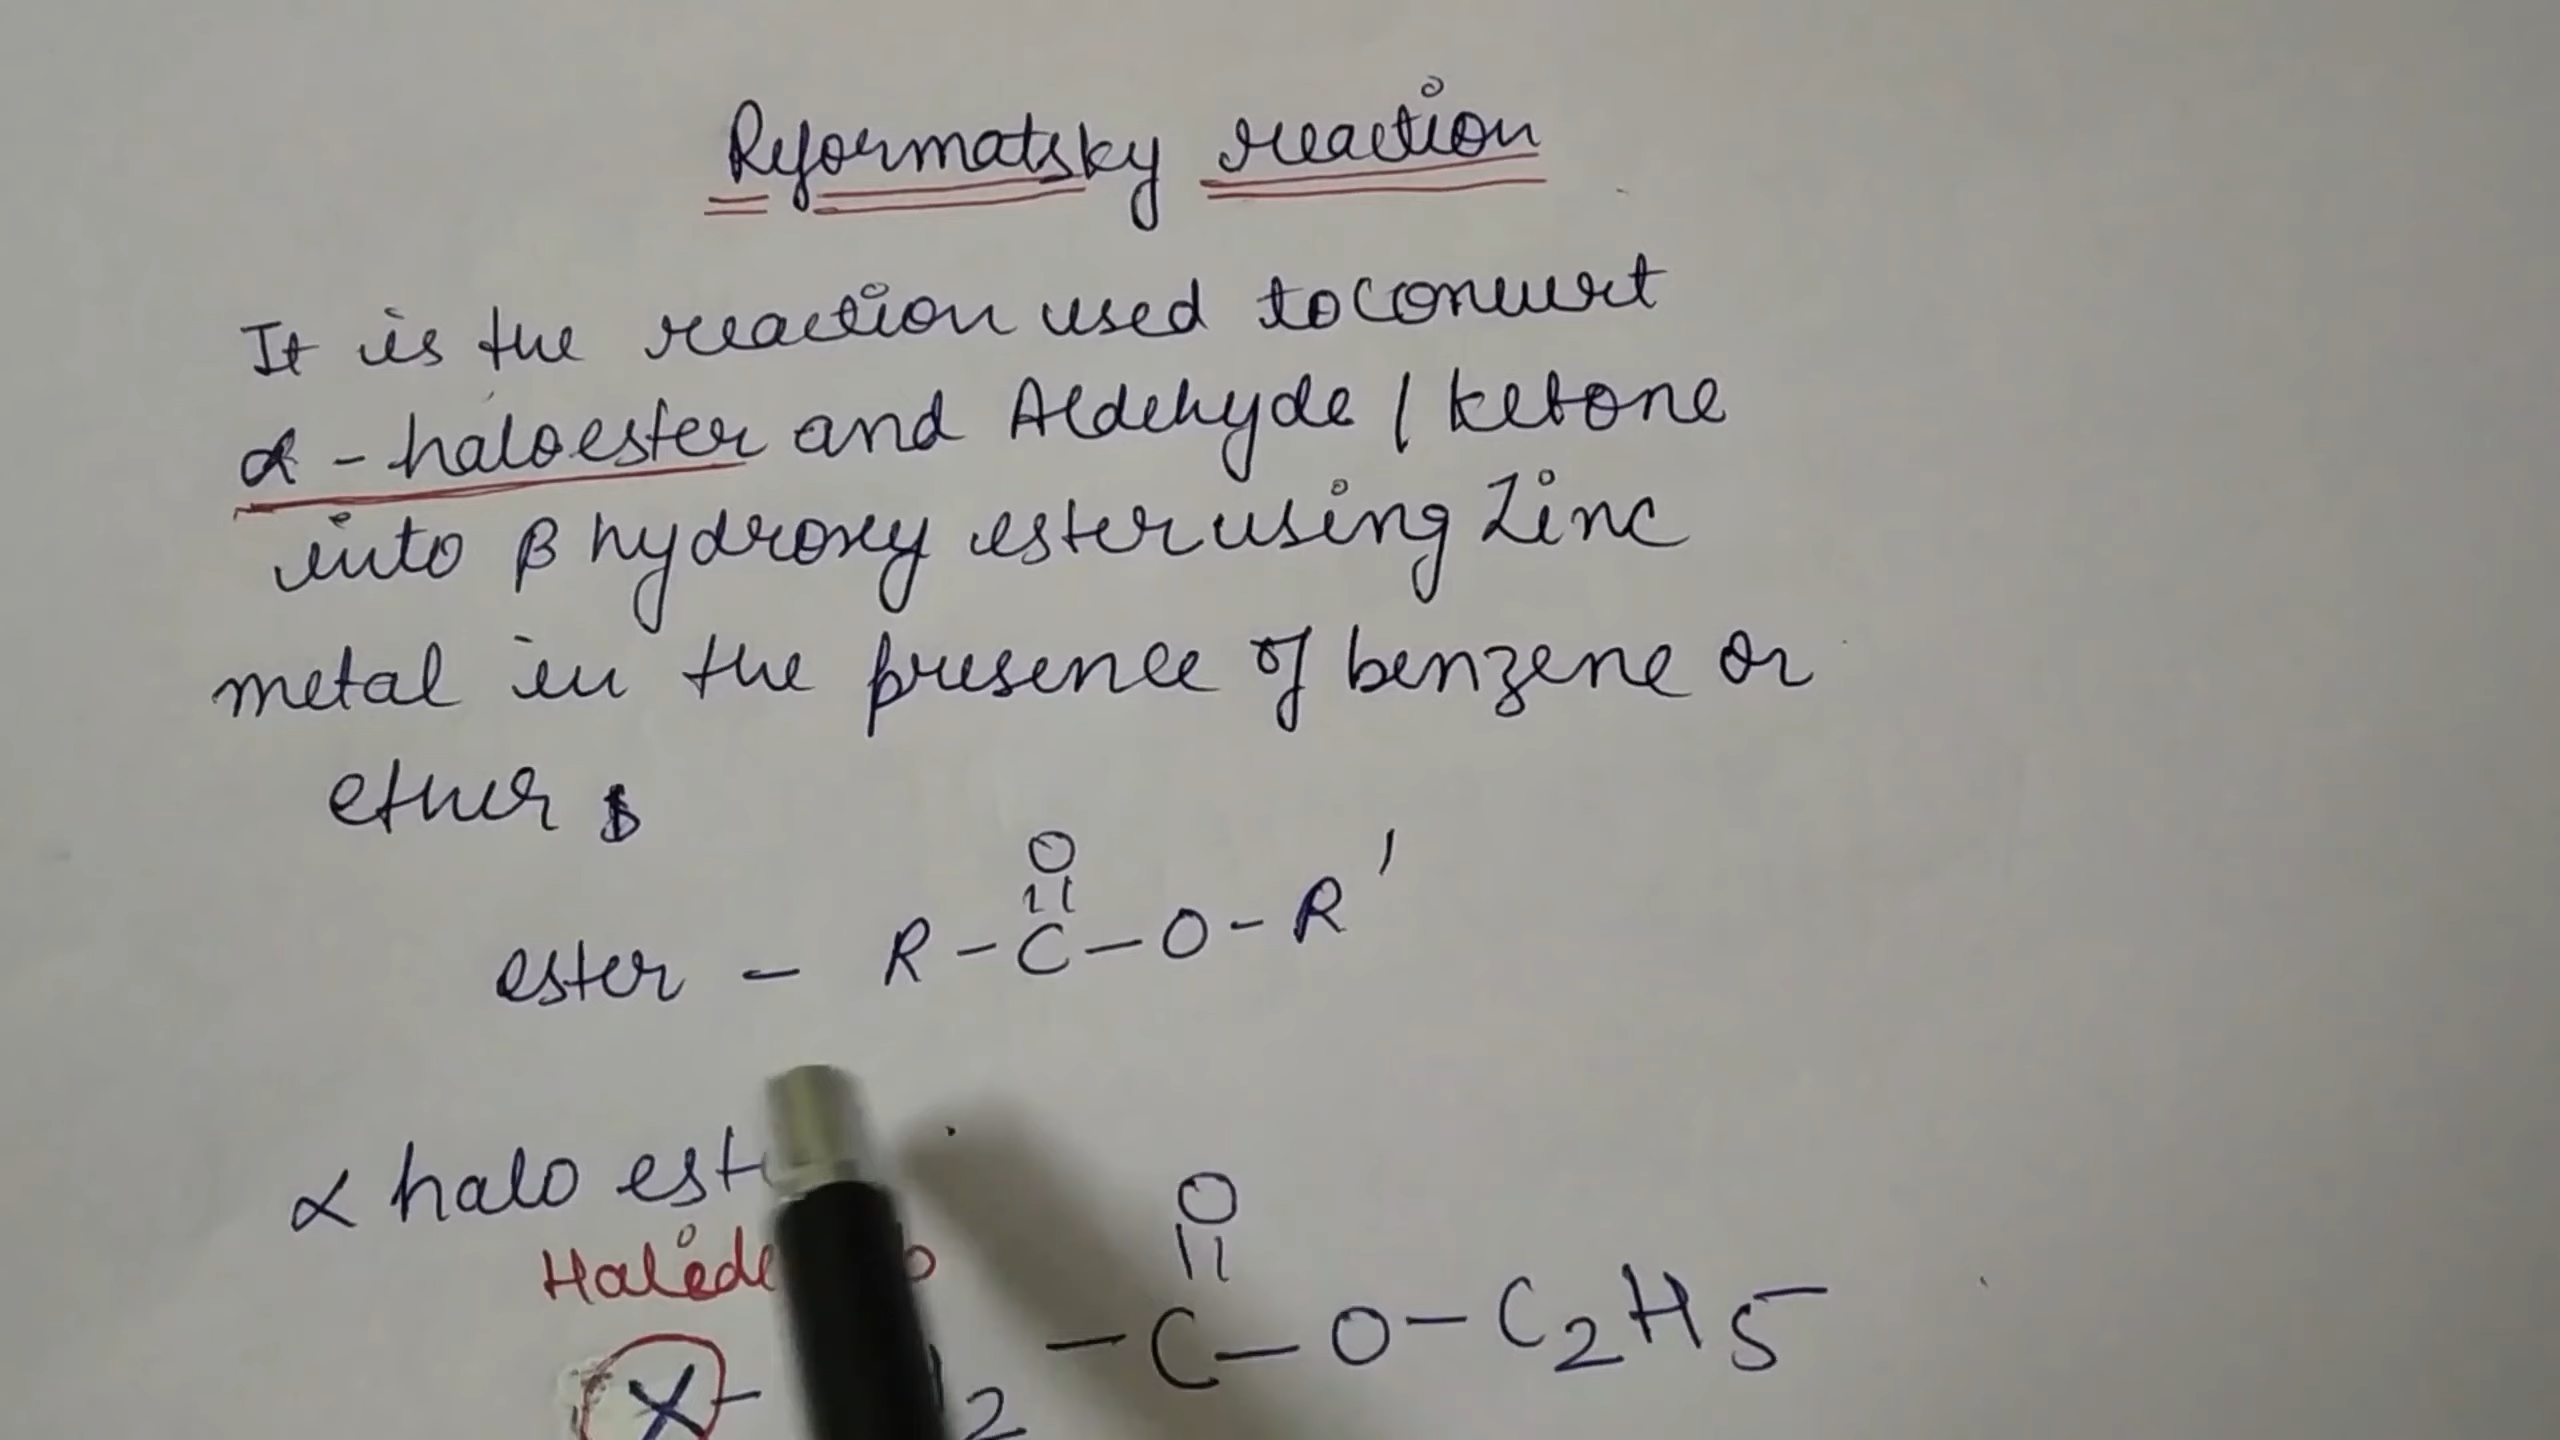 Reformatsky reaction
It is the reaction used to convert
α - haloester and Aldehyde / ketone
into β hydroxy ester using Zinc
metal in the presence of benzene or
ether
O
ester - R - C - O - R'
α halo
O
X - - C - O - C2H5